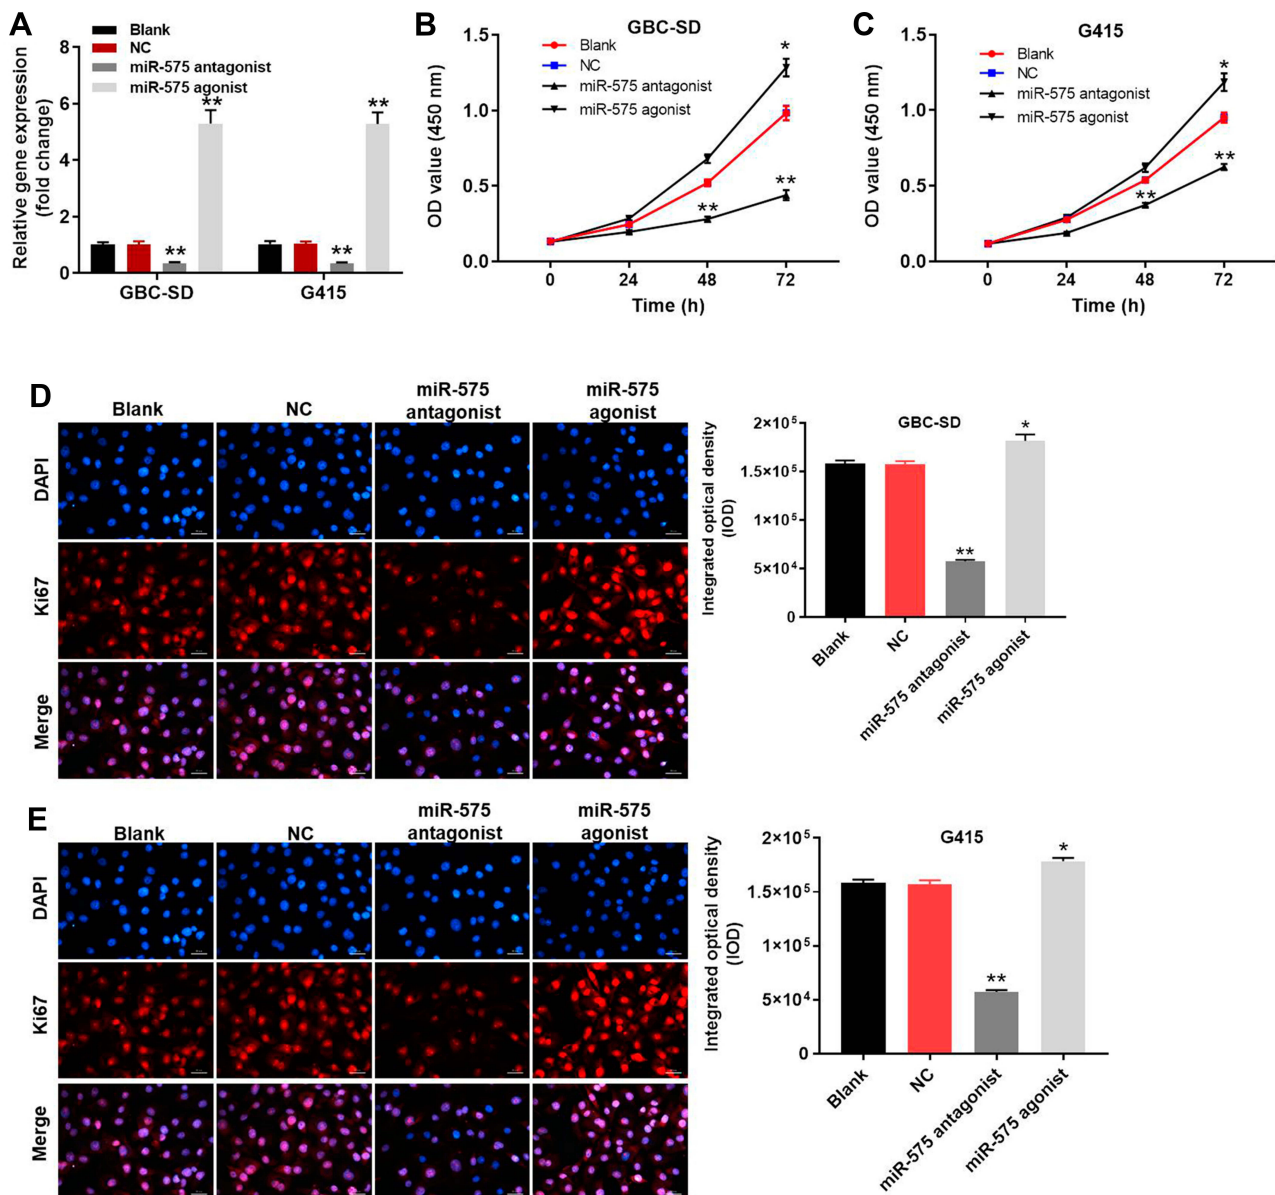 A
Blank
NC
miR-575 antagonist
miR-575 agonist
Relative gene expression
(fold change)
8
6
4
2
0
**
**
**
**
GBC-SD
G415
B
GBC-SD
Blank
NC
miR-575 antagonist
miR-575 agonist
OD value (450 nm)
1.5
1.0
0.5
0.0
*
**
**
0
24
48
72
Time (h)
C
G415
Blank
NC
miR-575 antagonist
miR-575 agonist
OD value (450 nm)
1.5
1.0
0.5
0.0
*
**
**
0
24
48
72
Time (h)
D
Blank
NC
miR-575
antagonist
miR-575
agonist
DAPI
Ki67
Merge
GBC-SD
Integrated optical density
(IOD)
2×10⁵
1.5×10⁵
1×10⁵
5×10⁴
0
**
*
Blank
NC
miR-575 antagonist
miR-575 agonist
E
Blank
NC
miR-575
antagonist
miR-575
agonist
DAPI
Ki67
Merge
G415
Integrated optical density
(IOD)
2×10⁵
1.5×10⁵
1×10⁵
5×10⁴
0
**
*
Blank
NC
miR-575 antagonist
miR-575 agonist